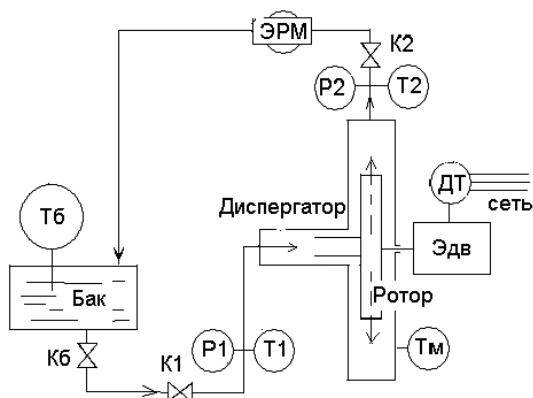 ЭРМ
К2
Р2
Т2
ДТ
сеть
Тб
Диспергатор
Эдв
Бак
Ротор
Кб
К1
Р1
Т1
Тм